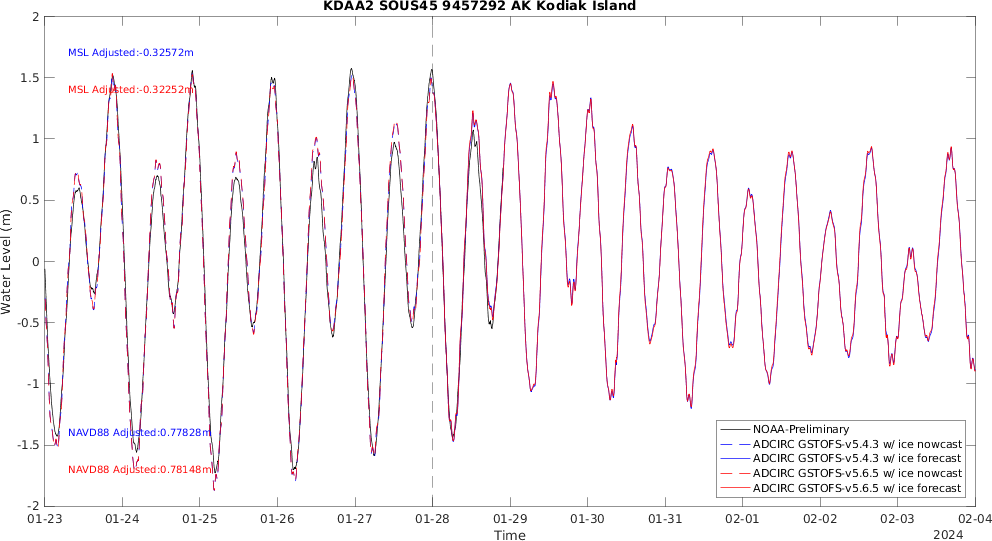 KDAA2 SOUS45 9457292 AK Kodiak Island
2
1.5
1
0.5
0
-0.5
-1
-1.5
-2
Water Level (m)
MSL Adjusted:-0.32572m
MSL Adjusted:-0.32252m
NAVD88 Adjusted:0.77828m
NAVD88 Adjusted:0.78148m
NOAA-Preliminary
ADCIRC GSTOFS-v5.4.3 w/ ice nowcast
ADCIRC GSTOFS-v5.4.3 w/ ice forecast
ADCIRC GSTOFS-v5.6.5 w/ ice nowcast
ADCIRC GSTOFS-v5.6.5 w/ ice forecast
01-23 01-24 01-25 01-26 01-27 01-28 01-29 01-30 01-31 02-01 02-02 02-03 02-04
Time
2024